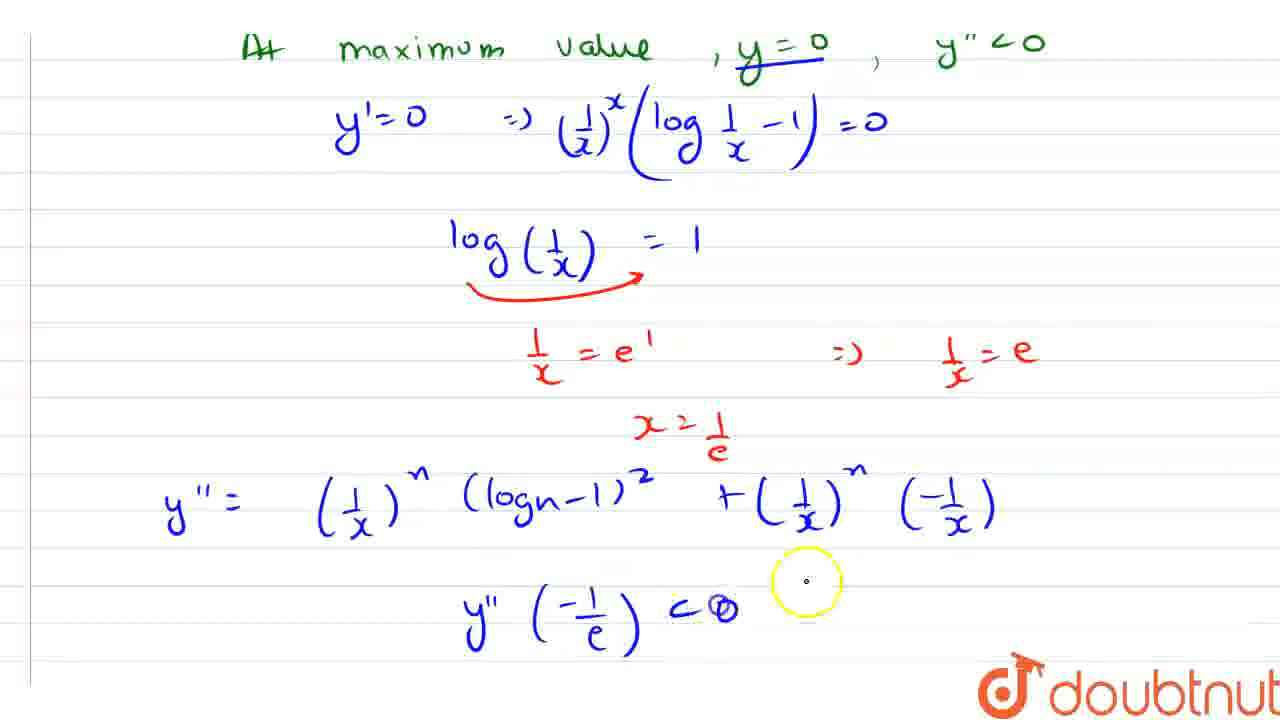 At maximum value , y = 0 , y'' < 0
y' = 0 => (1/x)^x (log 1/x - 1) = 0
log (1/x) = 1
1/x = e^1 => 1/x = e
x = 1/e
y'' = (1/x)^n (log n - 1)^2 + (1/x)^n (-1/x)
y'' (-1/e) < 0
doubtnut